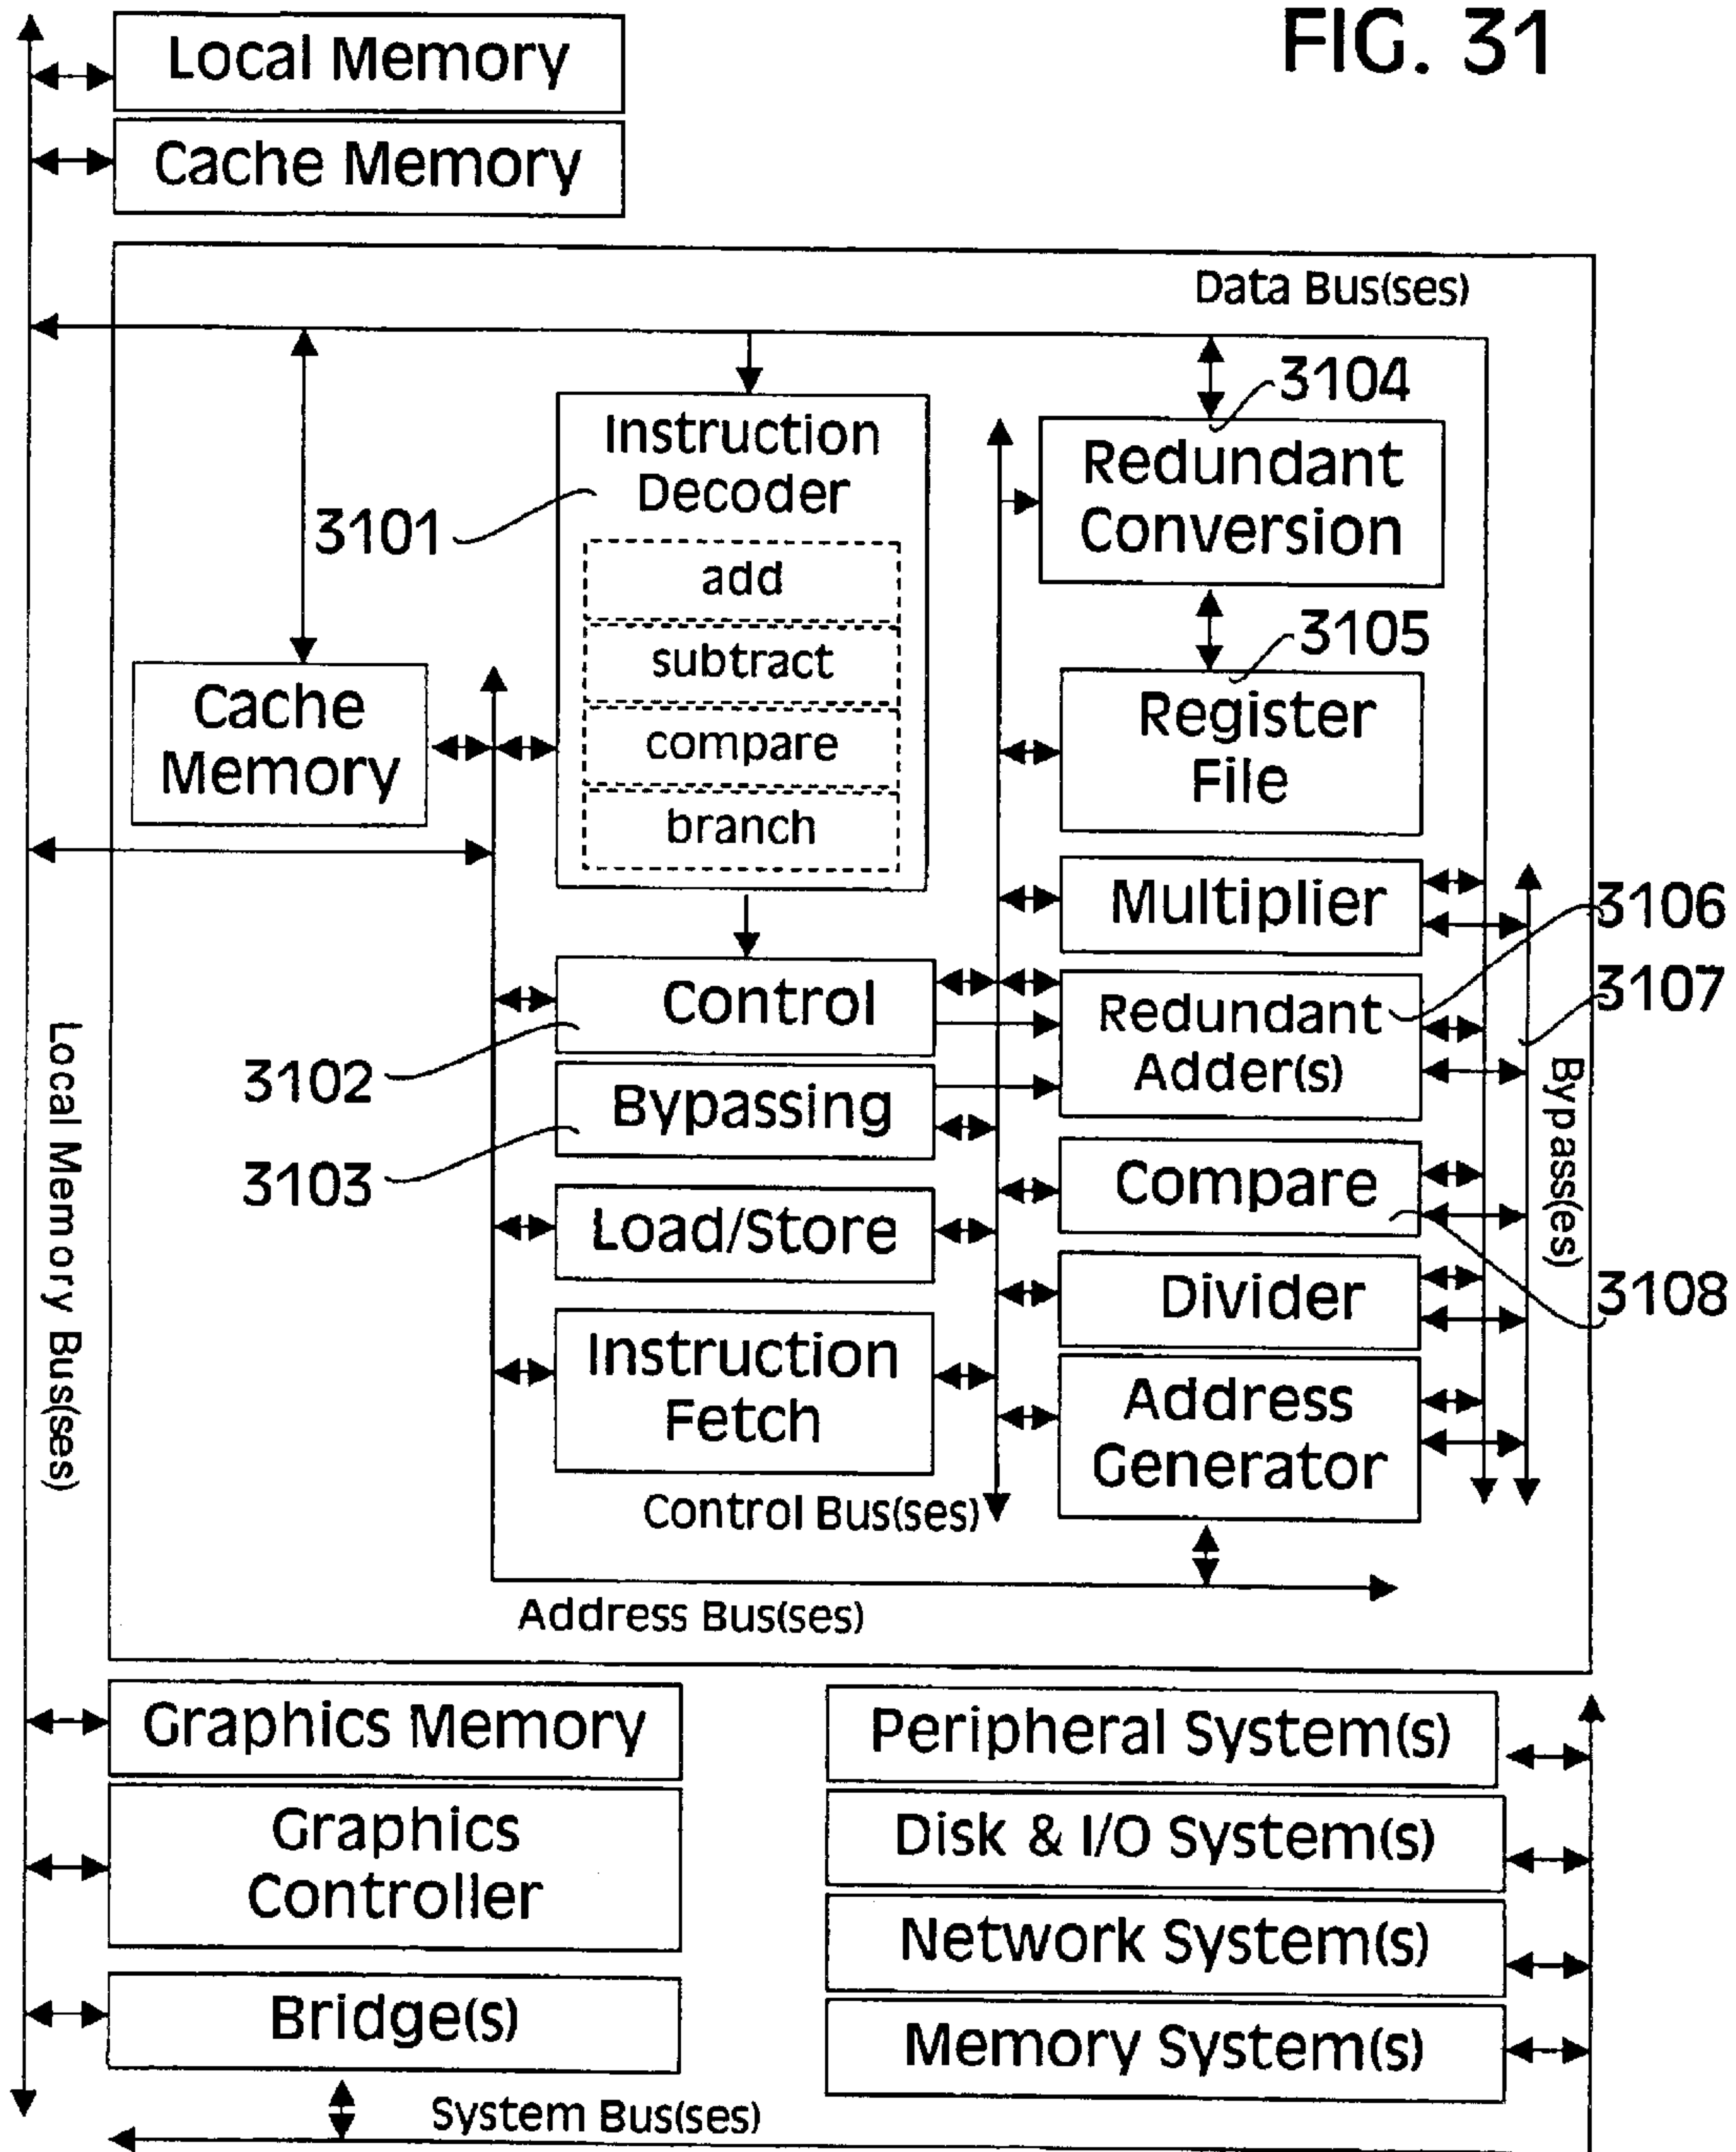 FIG. 31
Local Memory
Cache Memory
Data Bus(ses)
3104
Instruction
Decoder
3101
add
subtract
compare
branch
Redundant
Conversion
3105
Cache
Memory
Register
File
Multiplier
3106
3107
Control
3102
Redundant
Adder(s)
Bypassing
3103
Bypass(es)
Local Memory Bus(ses)
Compare
3108
Load/Store
Divider
Instruction
Fetch
Address
Generator
Control Bus(ses)
Address Bus(ses)
Graphics Memory
Graphics
Controller
Bridge(s)
Peripheral System(s)
Disk & I/O System(s)
Network System(s)
Memory System(s)
System Bus(ses)